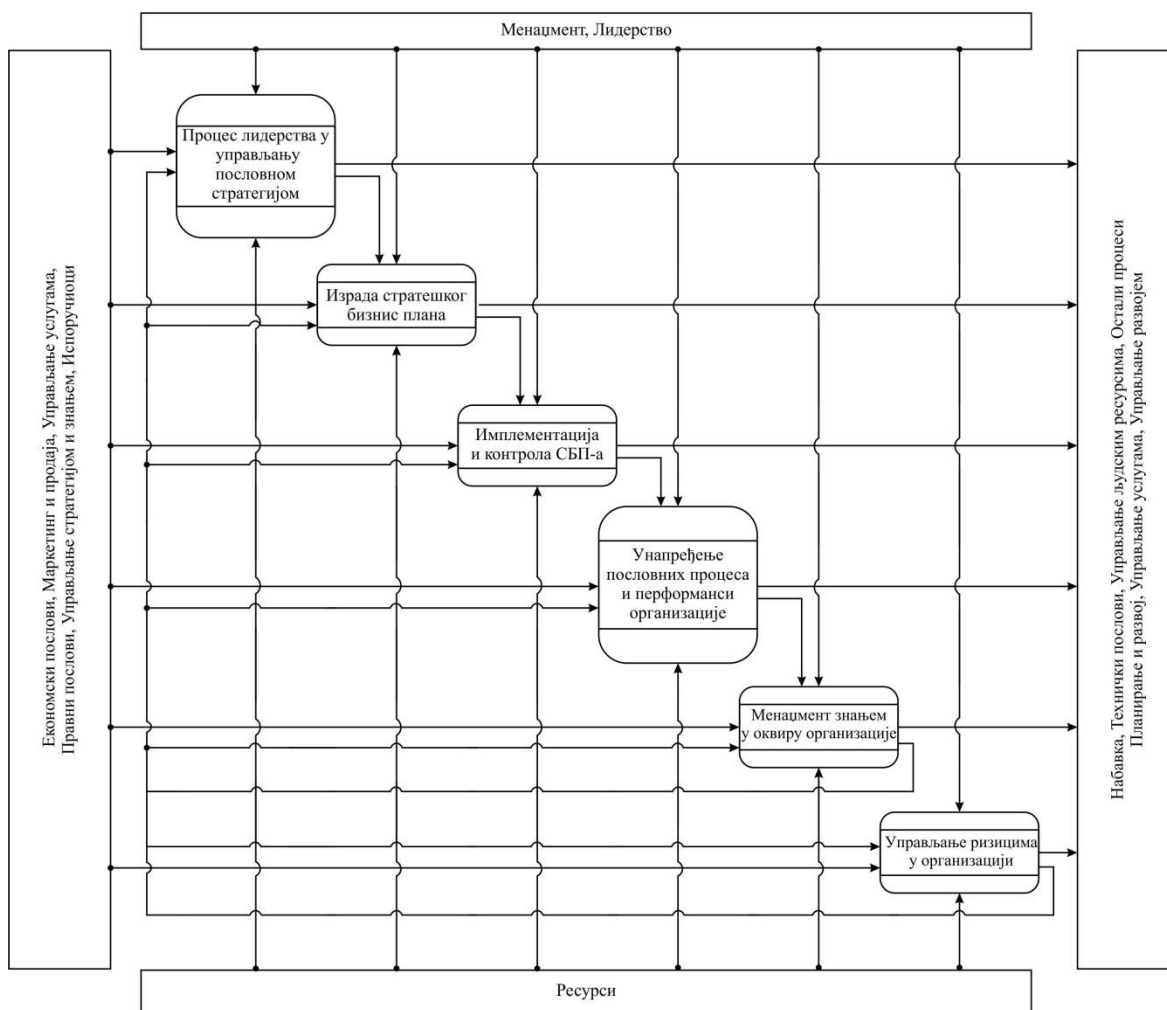 Менаџмент, Лидерство
Економски послови, Маркетинг и продаја, Управљање услугама,
Правни послови, Управљање стратегијом и знањем, Испоручиоци
Процес лидерства у
управљању
пословном
стратегијом
Израда стратешког
бизнис плана
Имплементација
и контрола СБП-а
Унапређење
пословних процеса
и перформанси
организације
Менаџмент знањем
у оквиру организације
Управљање ризицима
у организацији
Набавка, Технички послови, Управљање људским ресурсима, Остали процеси
Планирање и развој, Управљање услугама, Управљање развојем
Ресурси